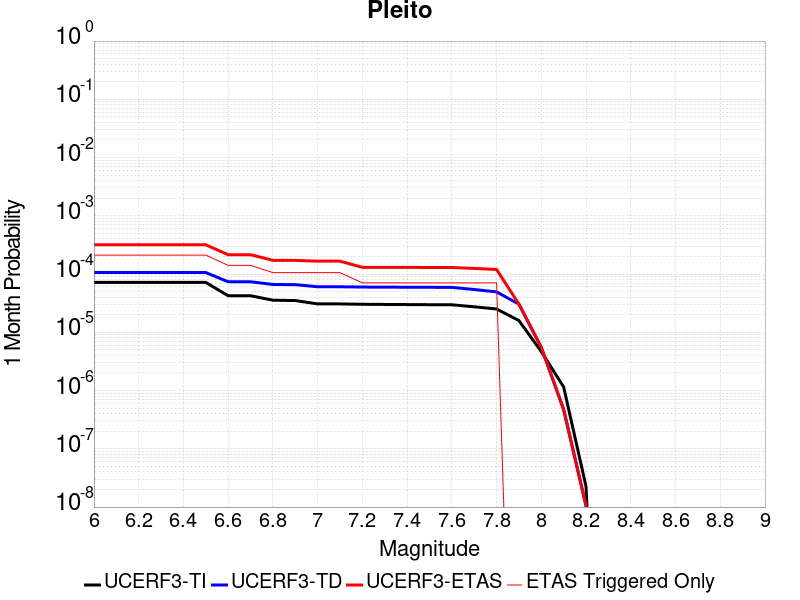 Pleito
10^0
10^-1
10^-2
10^-3
10^-4
10^-5
10^-6
10^-7
10^-8
1 Month Probability
6 6.2 6.4 6.6 6.8 7 7.2 7.4 7.6 7.8 8 8.2 8.4 8.6 8.8 9
Magnitude
UCERF3-TI UCERF3-TD UCERF3-ETAS ETAS Triggered Only